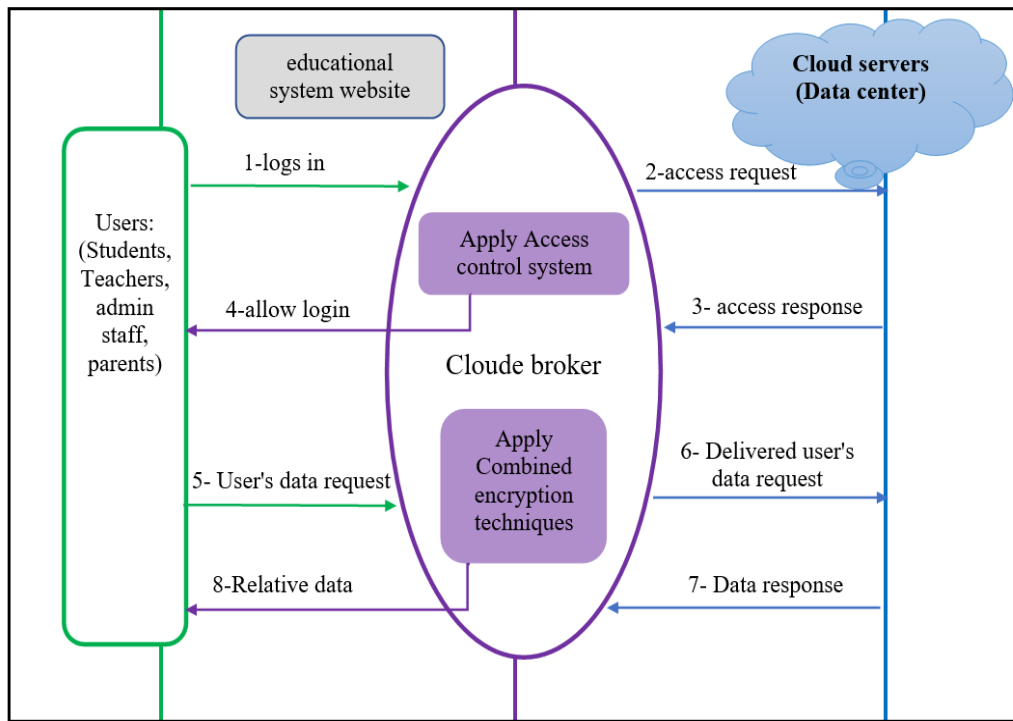 educational
system website
Cloud servers
(Data center)
1-logs in
2-access request
Users:
(Students,
Teachers,
admin
staff,
parents)
Apply Access
control system
4-allow login
3- access response
Cloude broker
Apply
Combined
encryption
techniques
5- User's data request
6- Delivered user's
data request
8-Relative data
7- Data response